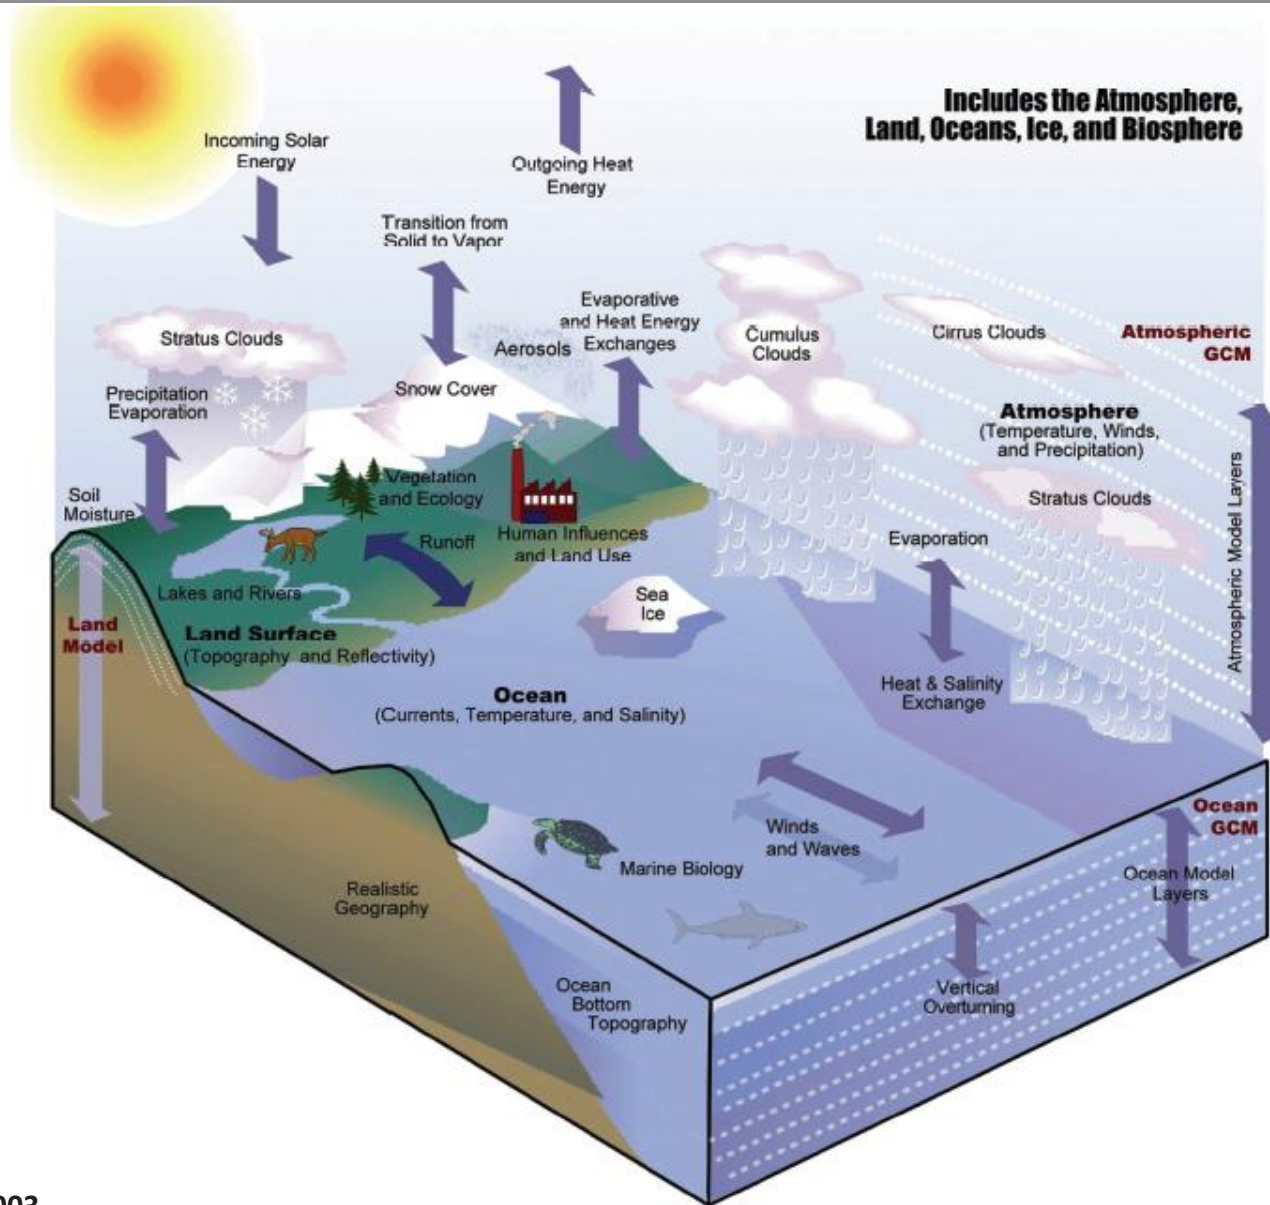 Includes the Atmosphere,
Land, Oceans, Ice, and Biosphere
Incoming Solar
Energy
Outgoing Heat
Energy
Transition from
Solid to Vapor
Evaporative
and Heat Energy
Exchanges
Stratus Clouds
Aerosols
Cumulus
Clouds
Cirrus Clouds
Atmospheric
GCM
Precipitation
Evaporation
Snow Cover
Atmosphere
(Temperature, Winds,
and Precipitation)
Vegetation
and Ecology
Soil
Moisture
Stratus Clouds
Atmospheric Model Layers
Runoff
Human Influences
and Land Use
Evaporation
Lakes and Rivers
Sea
Ice
Land
Model
Land Surface
(Topography and Reflectivity)
Ocean
(Currents, Temperature, and Salinity)
Heat & Salinity
Exchange
Ocean
GCM
Winds
and Waves
Marine Biology
Ocean Model
Layers
Realistic
Geography
Ocean
Bottom
Topography
Vertical
Overturning